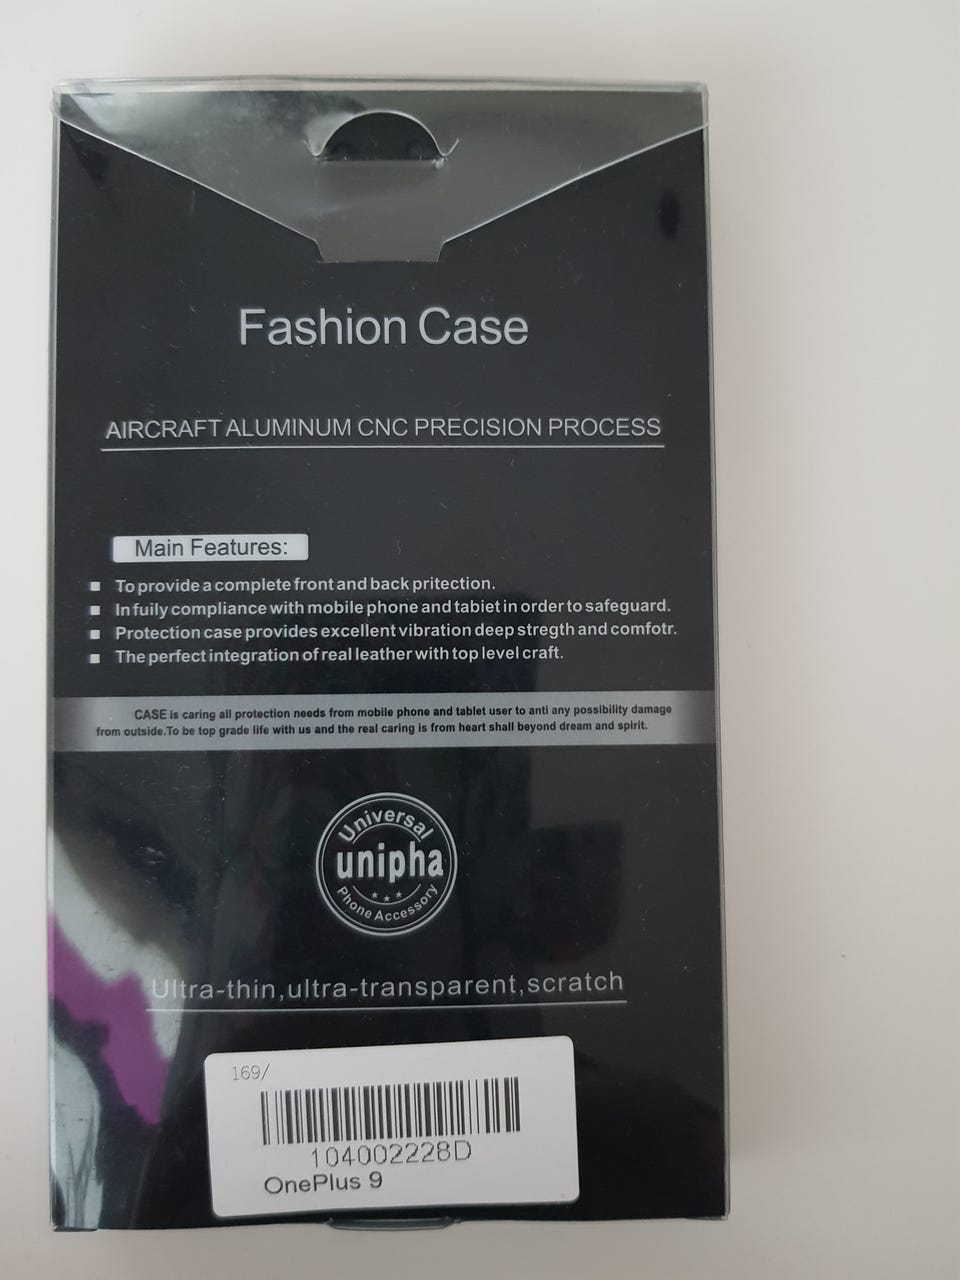 Fashion Case
AIRCRAFT ALUMINUM CNC PRECISION PROCESS
Main Features:
To provide a complete front and back pritection.
In fuily compliance with mobile phone and tabiet in order to safeguard.
Protection case provides excellent vibration deep stregth and comfotr.
The perfect integration of real leather with top level craft.
CASE is caring all protection needs from mobile phone and tablet user to anti any possibility damage
from outside.To be top grade life with us and the real caring is from heart shall beyond dream and spirit.
Universal
unipha
Phone Accessory
Ultra-thin,ultra-transparent,scratch
169/
104002228D
OnePlus 9